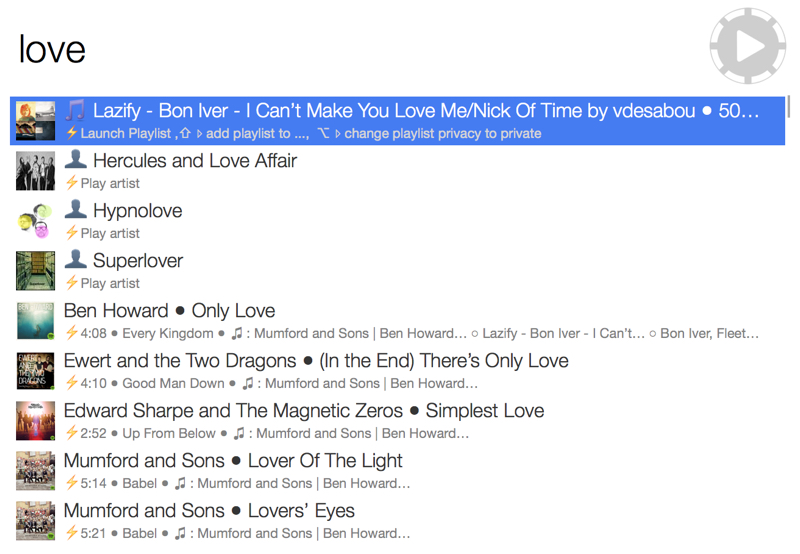 love
Lazify - Bon Iver - I Can’t Make You Love Me/Nick Of Time by vdesabou ● 50…
⚡Launch Playlist ,⇧ ▹ add playlist to ..., ⌥ ▹ change playlist privacy to private
Hercules and Love Affair
⚡Play artist
Hypnolove
⚡Play artist
Superlover
⚡Play artist
Ben Howard ● Only Love
⚡4:08 ● Every Kingdom ● ♫ : Mumford and Sons | Ben Howard… ○ Lazify - Bon Iver - I Can’t… ○ Bon Iver, Fleet…
Ewert and the Two Dragons ● (In the End) There’s Only Love
⚡4:10 ● Good Man Down ● ♫ : Mumford and Sons | Ben Howard…
Edward Sharpe and The Magnetic Zeros ● Simplest Love
⚡2:52 ● Up From Below ● ♫ : Mumford and Sons | Ben Howard…
Mumford and Sons ● Lover Of The Light
⚡5:14 ● Babel ● ♫ : Mumford and Sons | Ben Howard…
Mumford and Sons ● Lovers’ Eyes
⚡5:21 ● Babel ● ♫ : Mumford and Sons | Ben Howard…